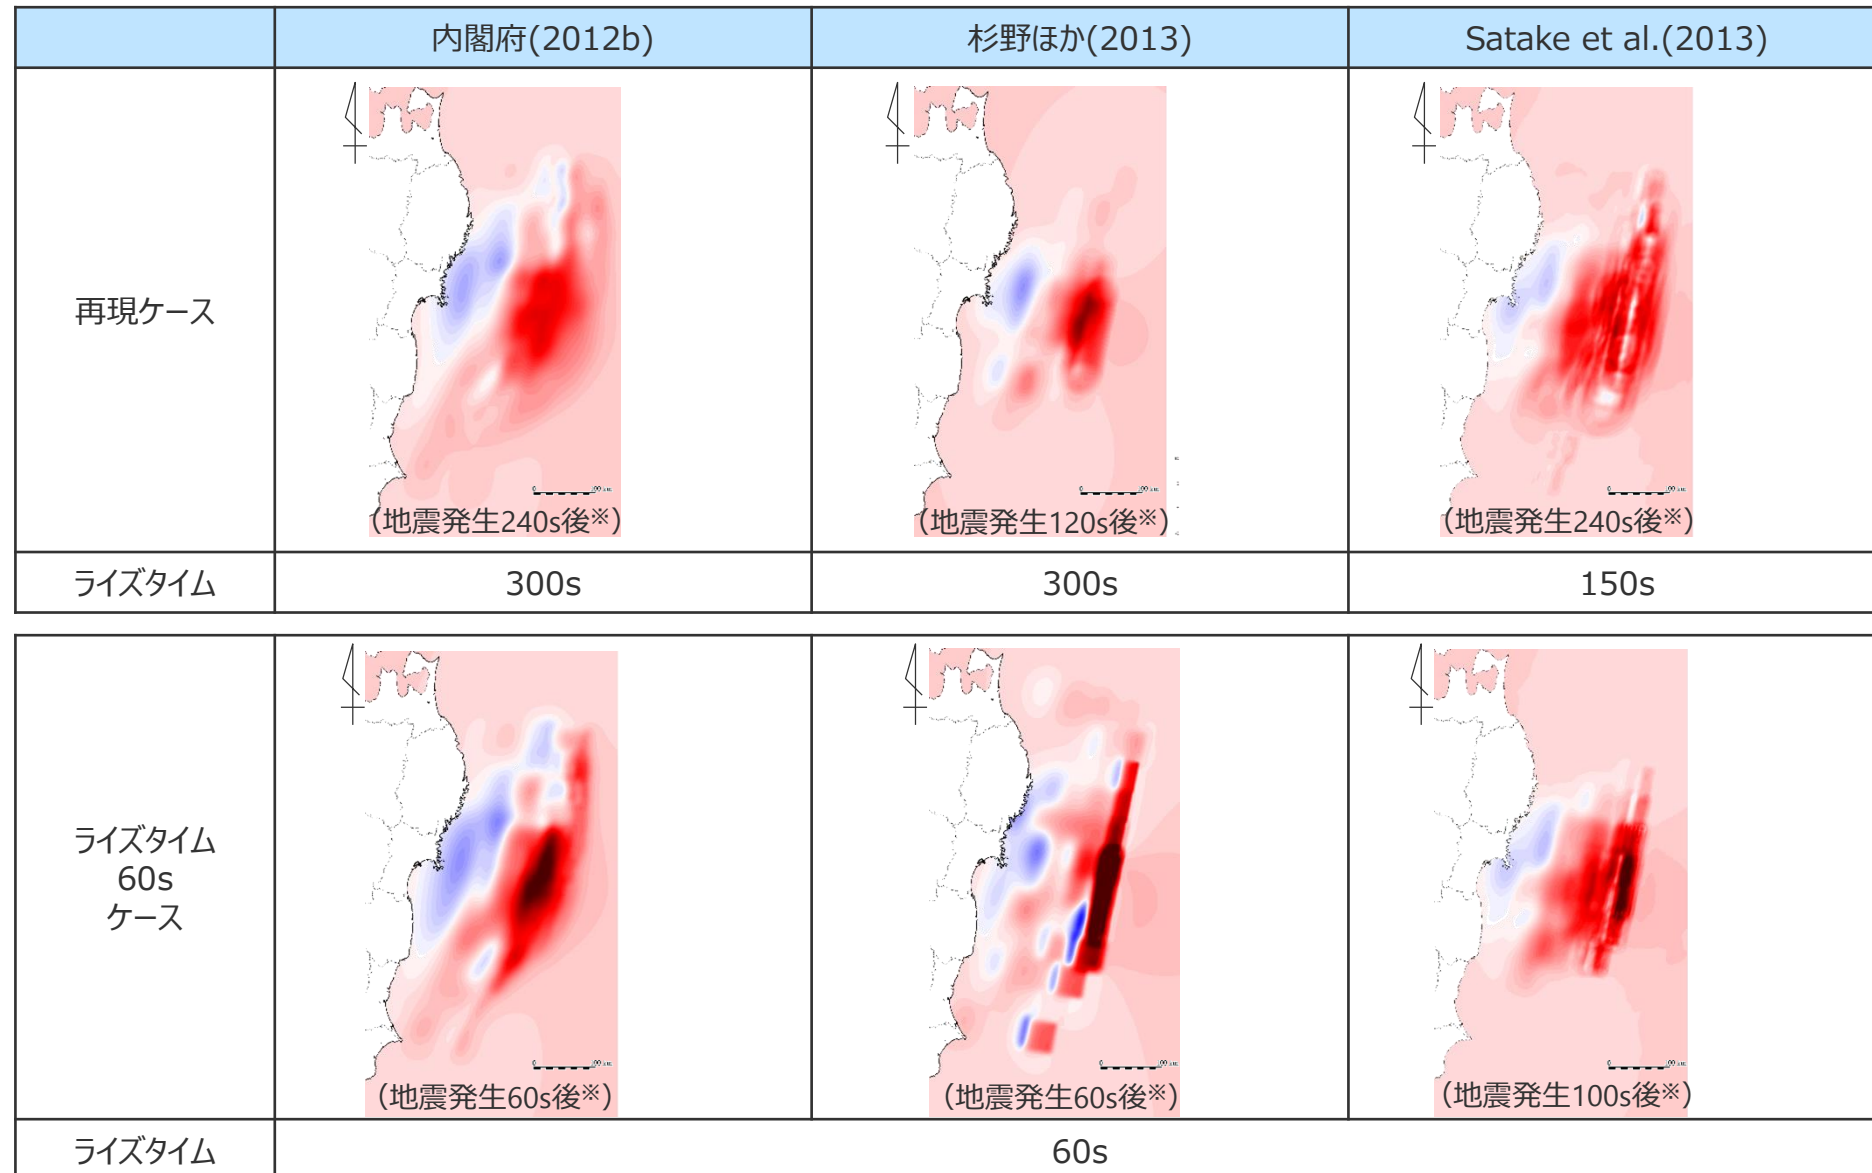 内閣府(2012b)
杉野ほか(2013)
Satake et al.(2013)
再現ケース
(地震発生240s後※)
(地震発生120s後※)
(地震発生240s後※)
ライズタイム
300s
300s
150s
ライズタイム
60s
ケース
(地震発生60s後※)
(地震発生60s後※)
(地震発生100s後※)
ライズタイム
60s